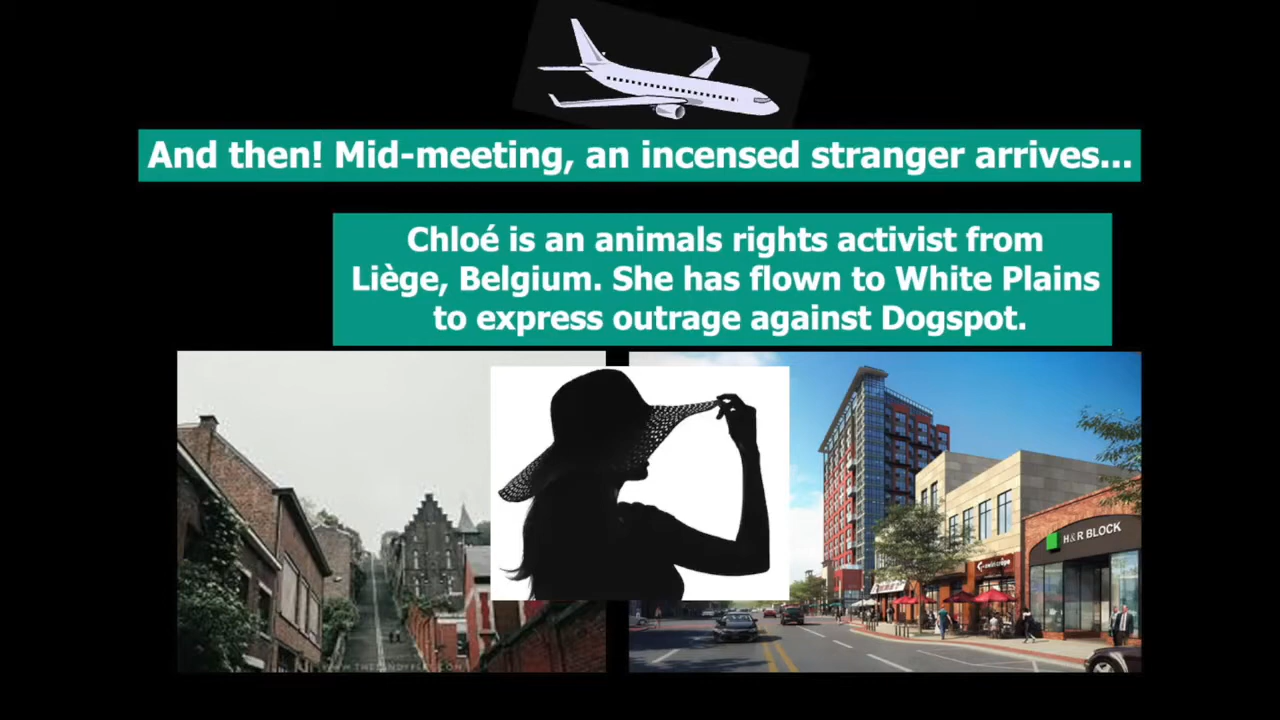 And then! Mid-meeting, an incensed stranger arrives...
Chloé is an animals rights activist from
Liège, Belgium. She has flown to White Plains
to express outrage against Dogspot.
H&R BLOCK